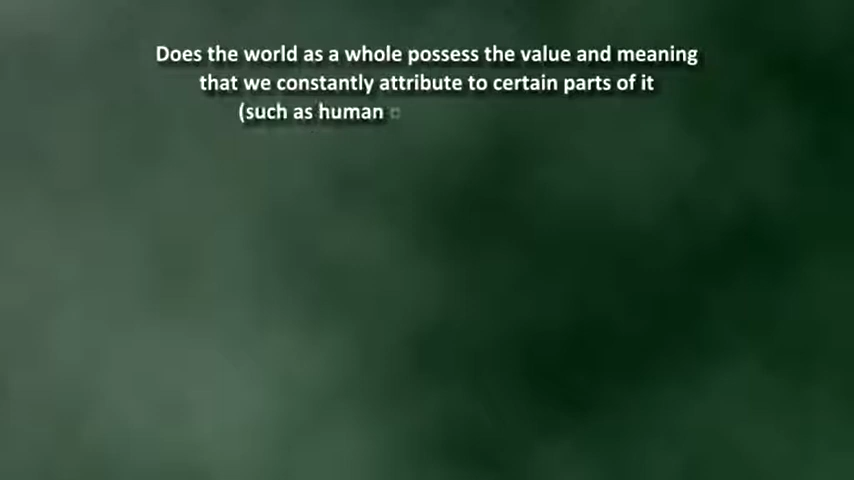 Does the world as a whole possess the value and meaning
that we constantly attribute to certain parts of it
(such as human